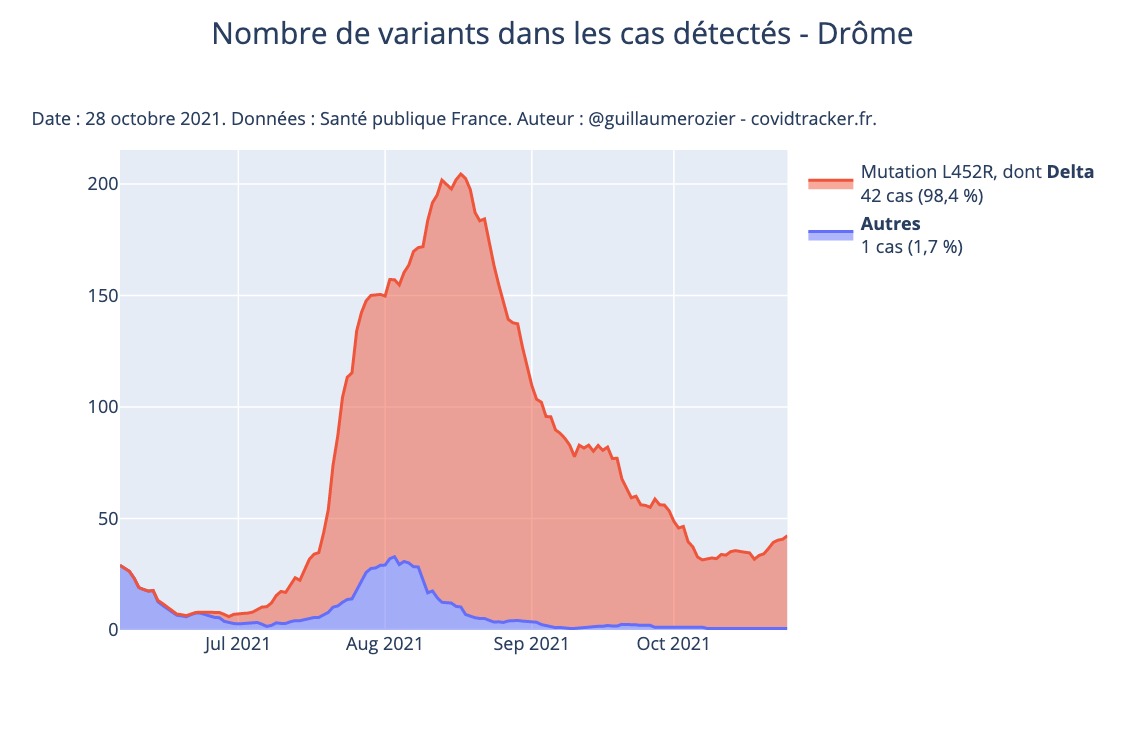 Nombre de variants dans les cas détectés - Drôme
Date : 28 octobre 2021. Données : Santé publique France. Auteur : @guillaumerozier - covidtracker.fr.
Mutation L452R, dont Delta
42 cas (98,4 %)
Autres
1 cas (1,7 %)
200
150
100
50
0
Jul 2021
Aug 2021
Sep 2021
Oct 2021